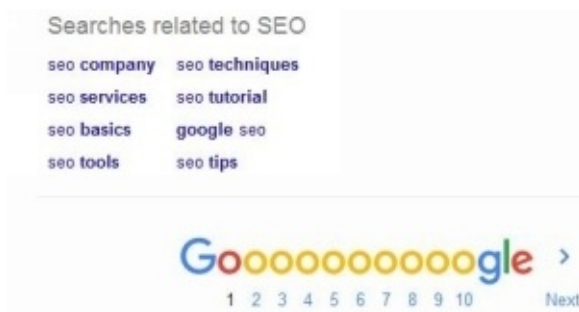 Searches related to SEO
seo company seo techniques
seo services seo tutorial
seo basics google seo
seo tools seo tips
Goooooooooogle >
1 2 3 4 5 6 7 8 9 10 Next